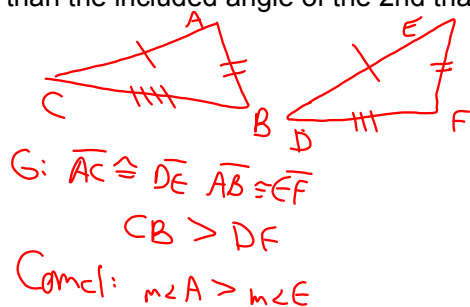 than the included angle of the 2nd tha
A
E
C
B
D
F
G: AC ≅ DE AB ≅ EF
CB > DF
Concl: m∠A > m∠E